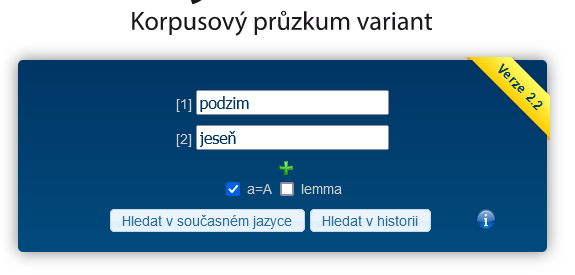 Korpusový průzkum variant
Verze 2.2
[1] podzim
[2] jeseň
a=A lemma
Hledat v současném jazyce Hledat v historii